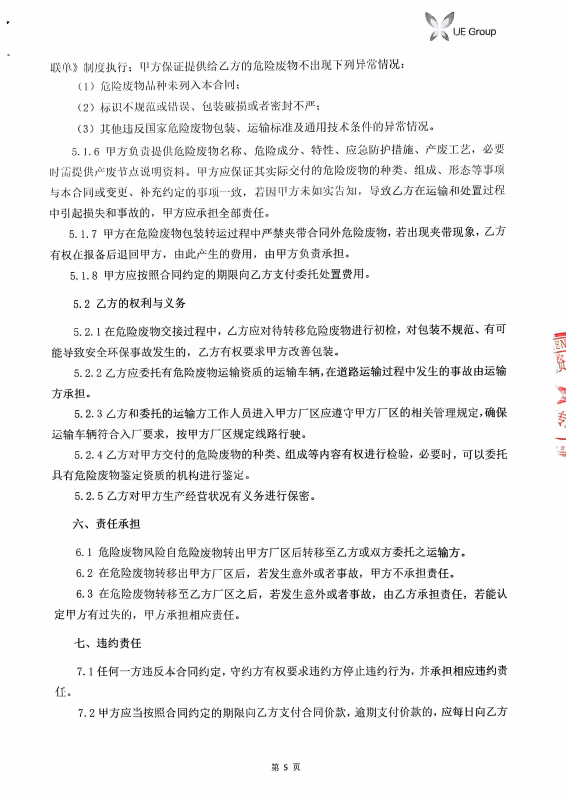 UE Group
联单》制度执行；甲方保证提供给乙方的危险废物不出现下列异常情况：
（1）危险废物品种未列入本合同；
（2）标识不规范或错误、包装破损或者密封不严；
（3）其他违反国家危险废物包装、运输标准及通用技术条件的异常情况。
5.1.6 甲方负责提供危险废物名称、危险成分、特性、应急防护措施、产废工艺，必要
时需提供产废节点说明资料。甲方应保证其实际交付的危险废物的种类、组成、形态等事项
与本合同或变更、补充约定的事项一致，若因甲方未如实告知，导致乙方在运输和处置过程
中引起损失和事故的，甲方应承担全部责任。
5.1.7 甲方在危险废物包装转运过程中严禁夹带合同外危险废物，若出现夹带现象，乙方
有权在报备后退回甲方，由此产生的费用，由甲方负责承担。
5.1.8 甲方应按照合同约定的期限向乙方支付委托处置费用。
5.2 乙方的权利与义务
5.2.1 在危险废物交接过程中，乙方应对待转移危险废物进行初检，对包装不规范、有可
能导致安全环保事故发生的，乙方有权要求甲方改善包装。
5.2.2 乙方应委托有危险废物运输资质的运输车辆，在道路运输过程中发生的事故由运输
方承担。
5.2.3 乙方和委托的运输方工作人员进入甲方厂区应遵守甲方厂区的相关管理规定，确保
运输车辆符合入厂要求，按甲方厂区规定线路行驶。
5.2.4 乙方对甲方交付的危险废物的种类、组成等内容有权进行检验，必要时，可以委托
具有危险废物鉴定资质的机构进行鉴定。
5.2.5 乙方对甲方生产经营状况有义务进行保密。
六、责任承担
6.1 危险废物风险自危险废物转出甲方厂区后转移至乙方或双方委托之运输方。
6.2 在危险废物转移出甲方厂区后，若发生意外或者事故，甲方不承担责任。
6.3 在危险废物转移至乙方厂区之后，若发生意外或者事故，由乙方承担责任，若能认
定甲方有过失的，甲方承担相应责任。
七、违约责任
7.1 任何一方违反本合同约定，守约方有权要求违约方停止违约行为，并承担相应违约责
任。
7.2 甲方应当按照合同约定的期限向乙方支付合同价款，逾期支付价款的，应每日向乙方
第 5 页